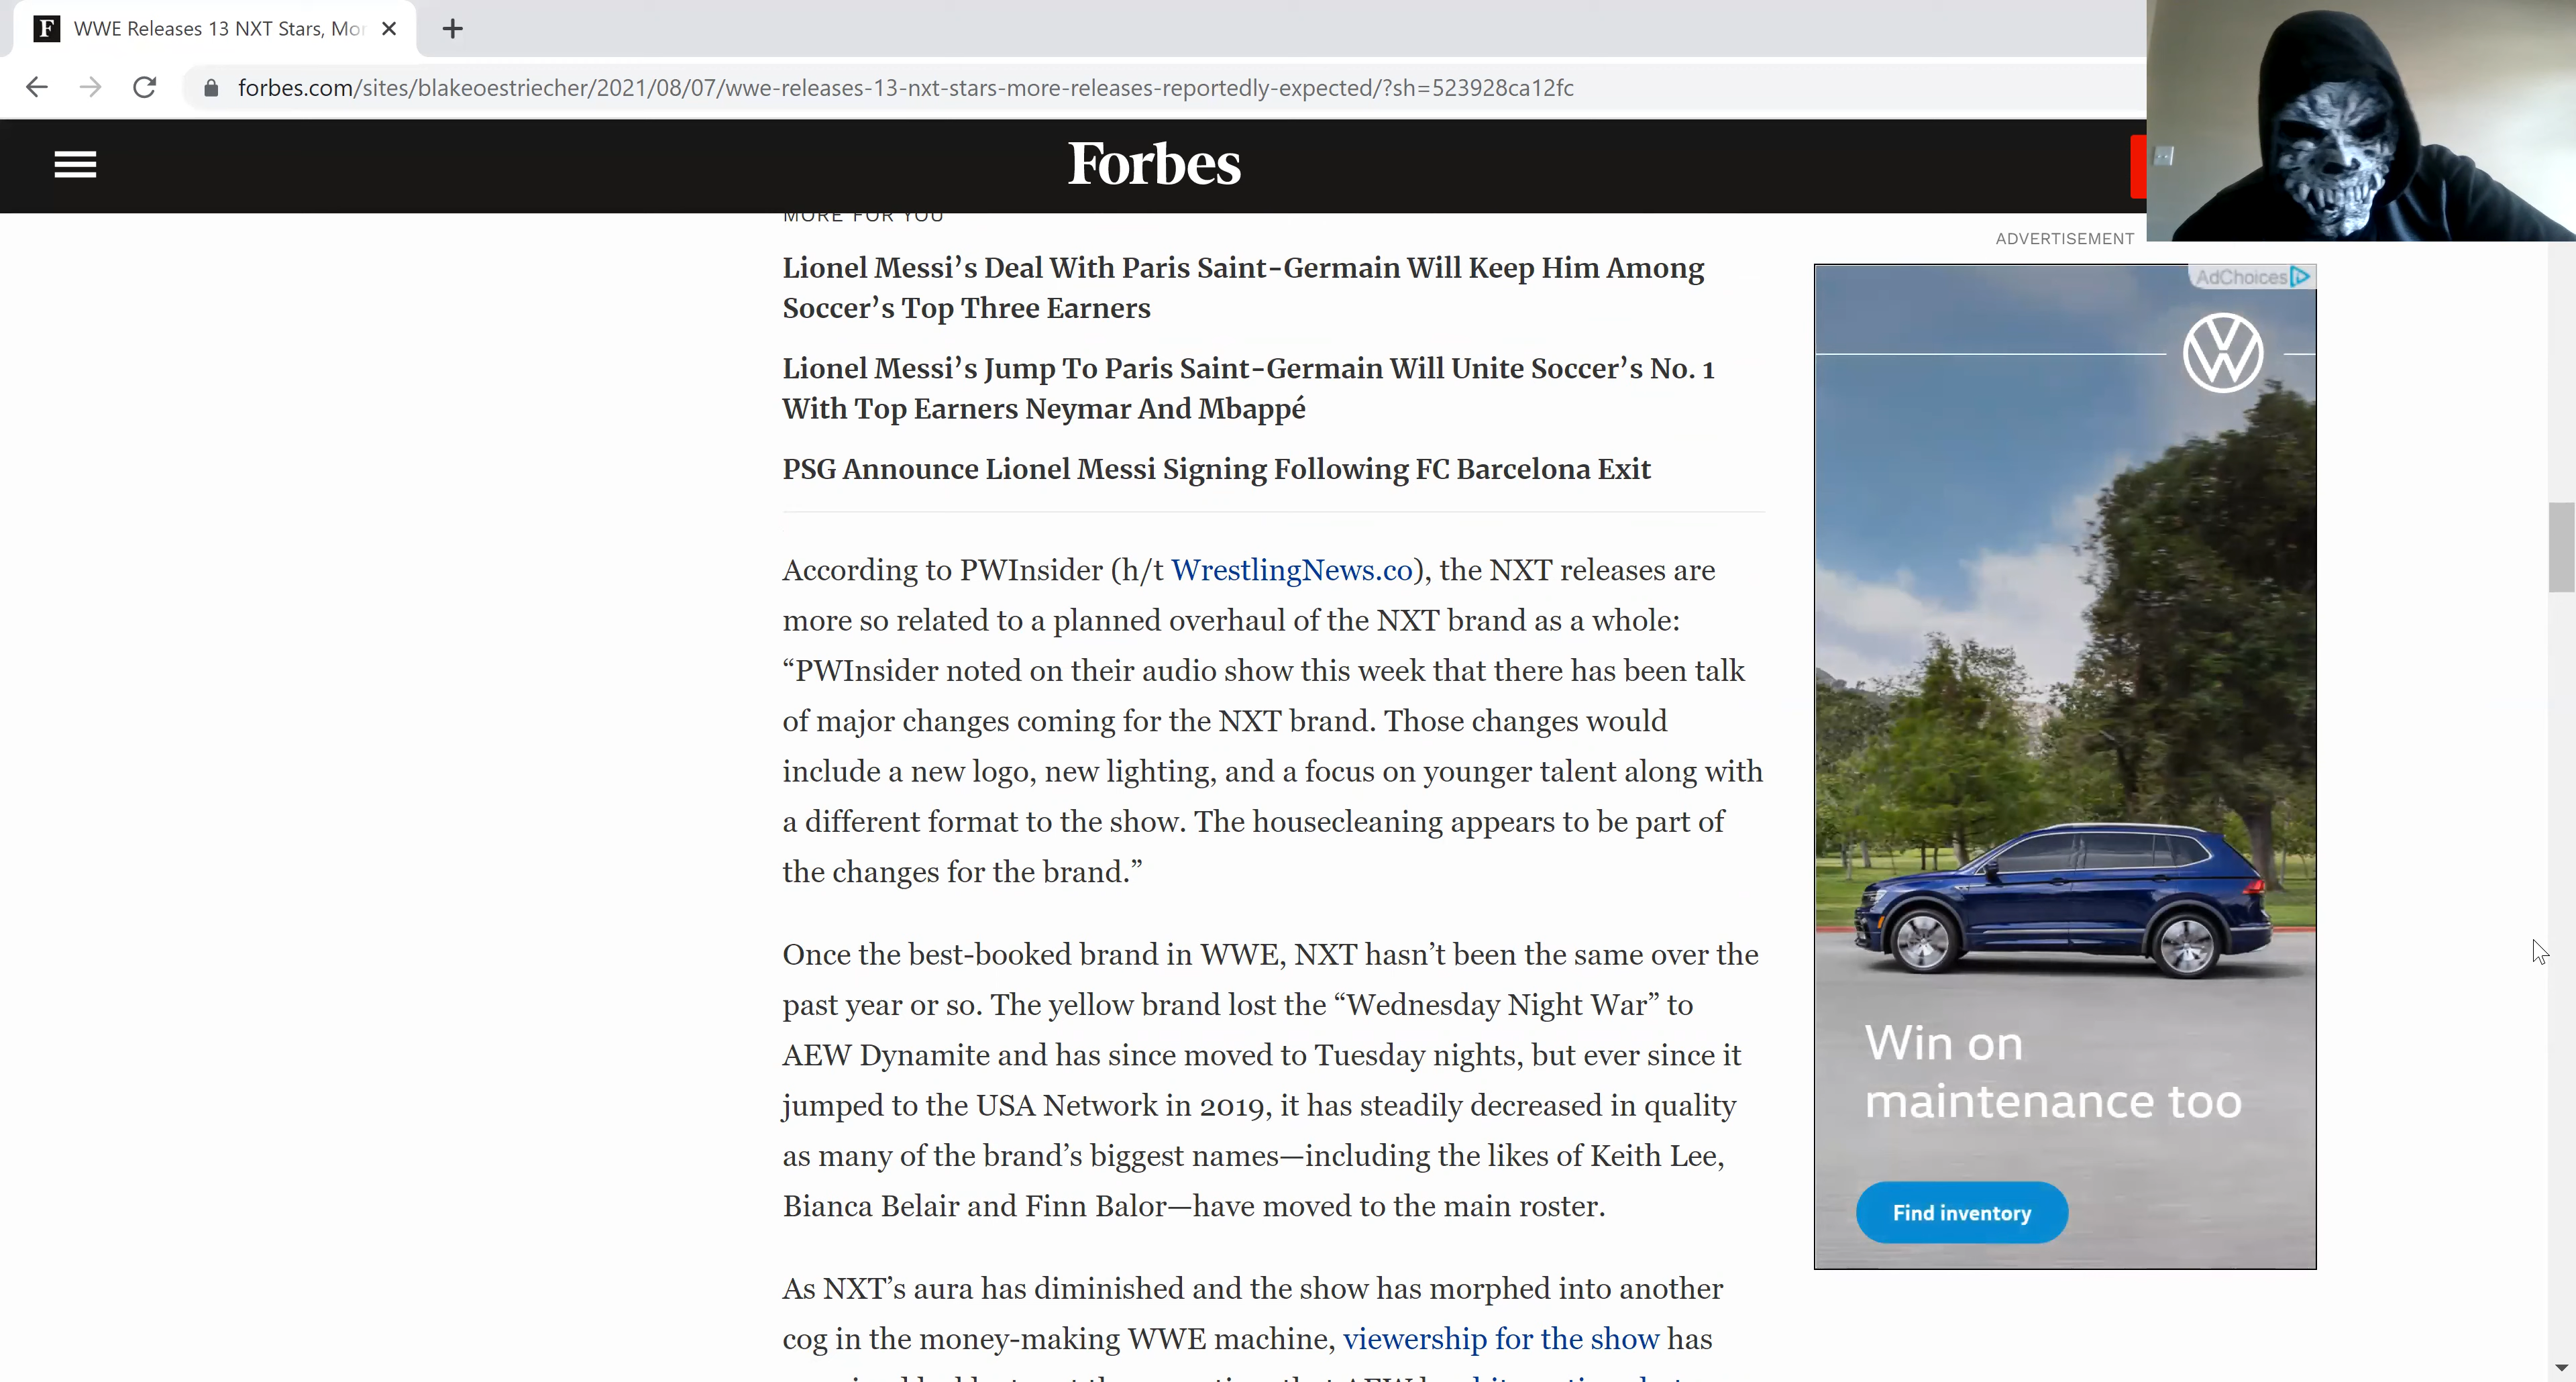 WWE Releases 13 NXT Stars, Mor
forbes.com/sites/blakeoestriecher/2021/08/07/wwe-releases-13-nxt-stars-more-releases-reportedly-expected/?sh=523928ca12fc
Forbes
MORE FOR YOU
Lionel Messi’s Deal With Paris Saint-Germain Will Keep Him Among
Soccer’s Top Three Earners
Lionel Messi’s Jump To Paris Saint-Germain Will Unite Soccer’s No. 1
With Top Earners Neymar And Mbappé
PSG Announce Lionel Messi Signing Following FC Barcelona Exit
According to PWInsider (h/t WrestlingNews.co), the NXT releases are
more so related to a planned overhaul of the NXT brand as a whole:
“PWInsider noted on their audio show this week that there has been talk
of major changes coming for the NXT brand. Those changes would
include a new logo, new lighting, and a focus on younger talent along with
a different format to the show. The housecleaning appears to be part of
the changes for the brand.”
Once the best-booked brand in WWE, NXT hasn’t been the same over the
past year or so. The yellow brand lost the “Wednesday Night War” to
AEW Dynamite and has since moved to Tuesday nights, but ever since it
jumped to the USA Network in 2019, it has steadily decreased in quality
as many of the brand’s biggest names—including the likes of Keith Lee,
Bianca Belair and Finn Balor—have moved to the main roster.
As NXT’s aura has diminished and the show has morphed into another
cog in the money-making WWE machine, viewership for the show has
ADVERTISEMENT
AdChoices
Win on
maintenance too
Find inventory